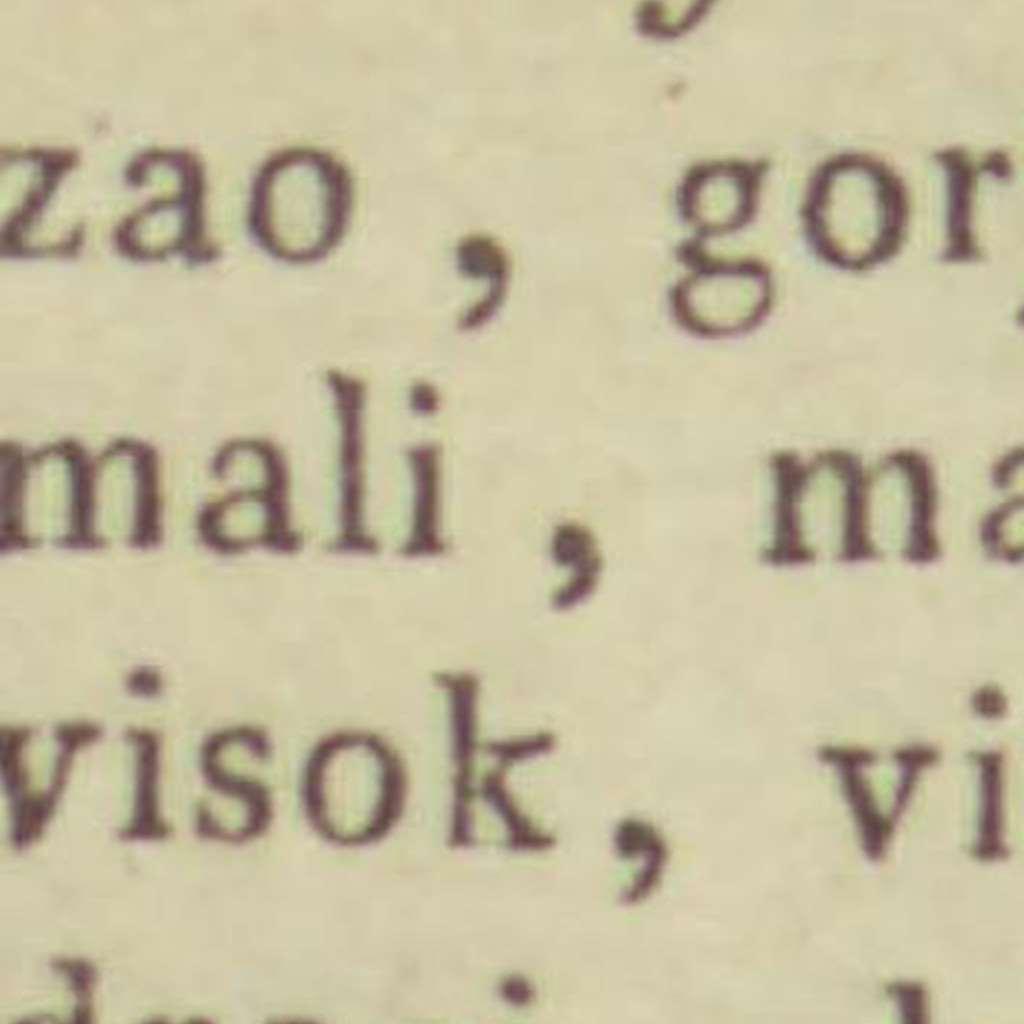 zao , gor
mali , ma
visok, vi